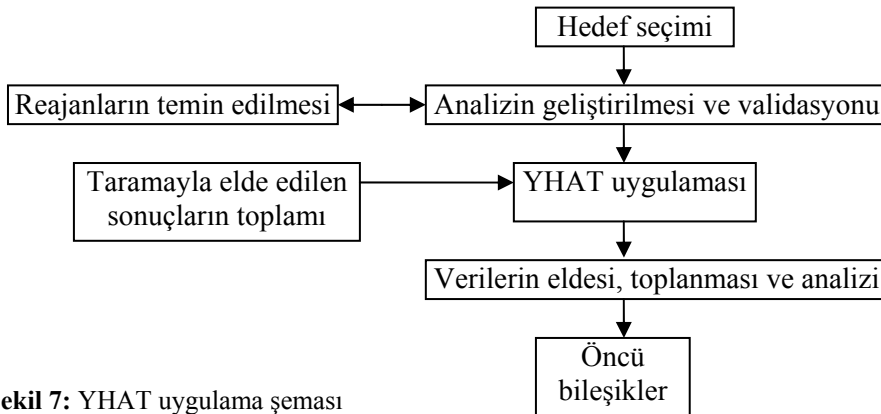 Hedef seçimi
Reajanların temin edilmesi
Analizin geliştirilmesi ve validasyonu
Taramayla elde edilen
sonuçların toplamı
YHAT uygulaması
Verilerin eldesi, toplanması ve analizi
Öncü
bileşikler
ekil 7: YHAT uygulama şeması